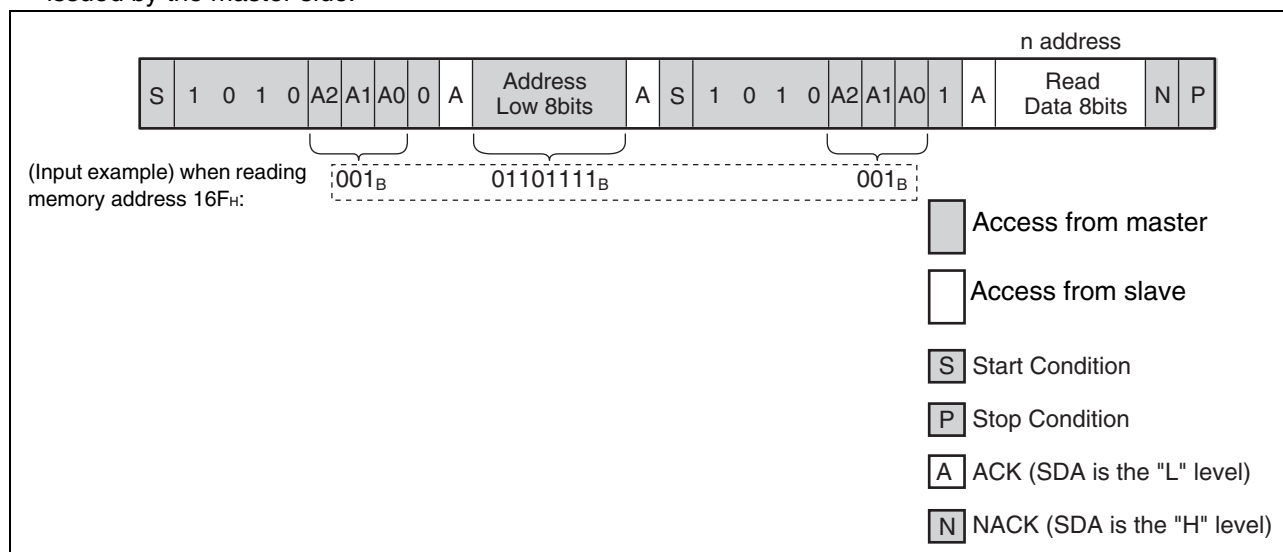 issued by the master side.
n address
S 1 0 1 0 A2 A1 A0 0 A Address Low 8bits A S 1 0 1 0 A2 A1 A0 1 A Read Data 8bits N P
(Input example) when reading
memory address 16FH:
001B 01101111B 001B
Access from master
Access from slave
S Start Condition
P Stop Condition
A ACK (SDA is the "L" level)
N NACK (SDA is the "H" level)